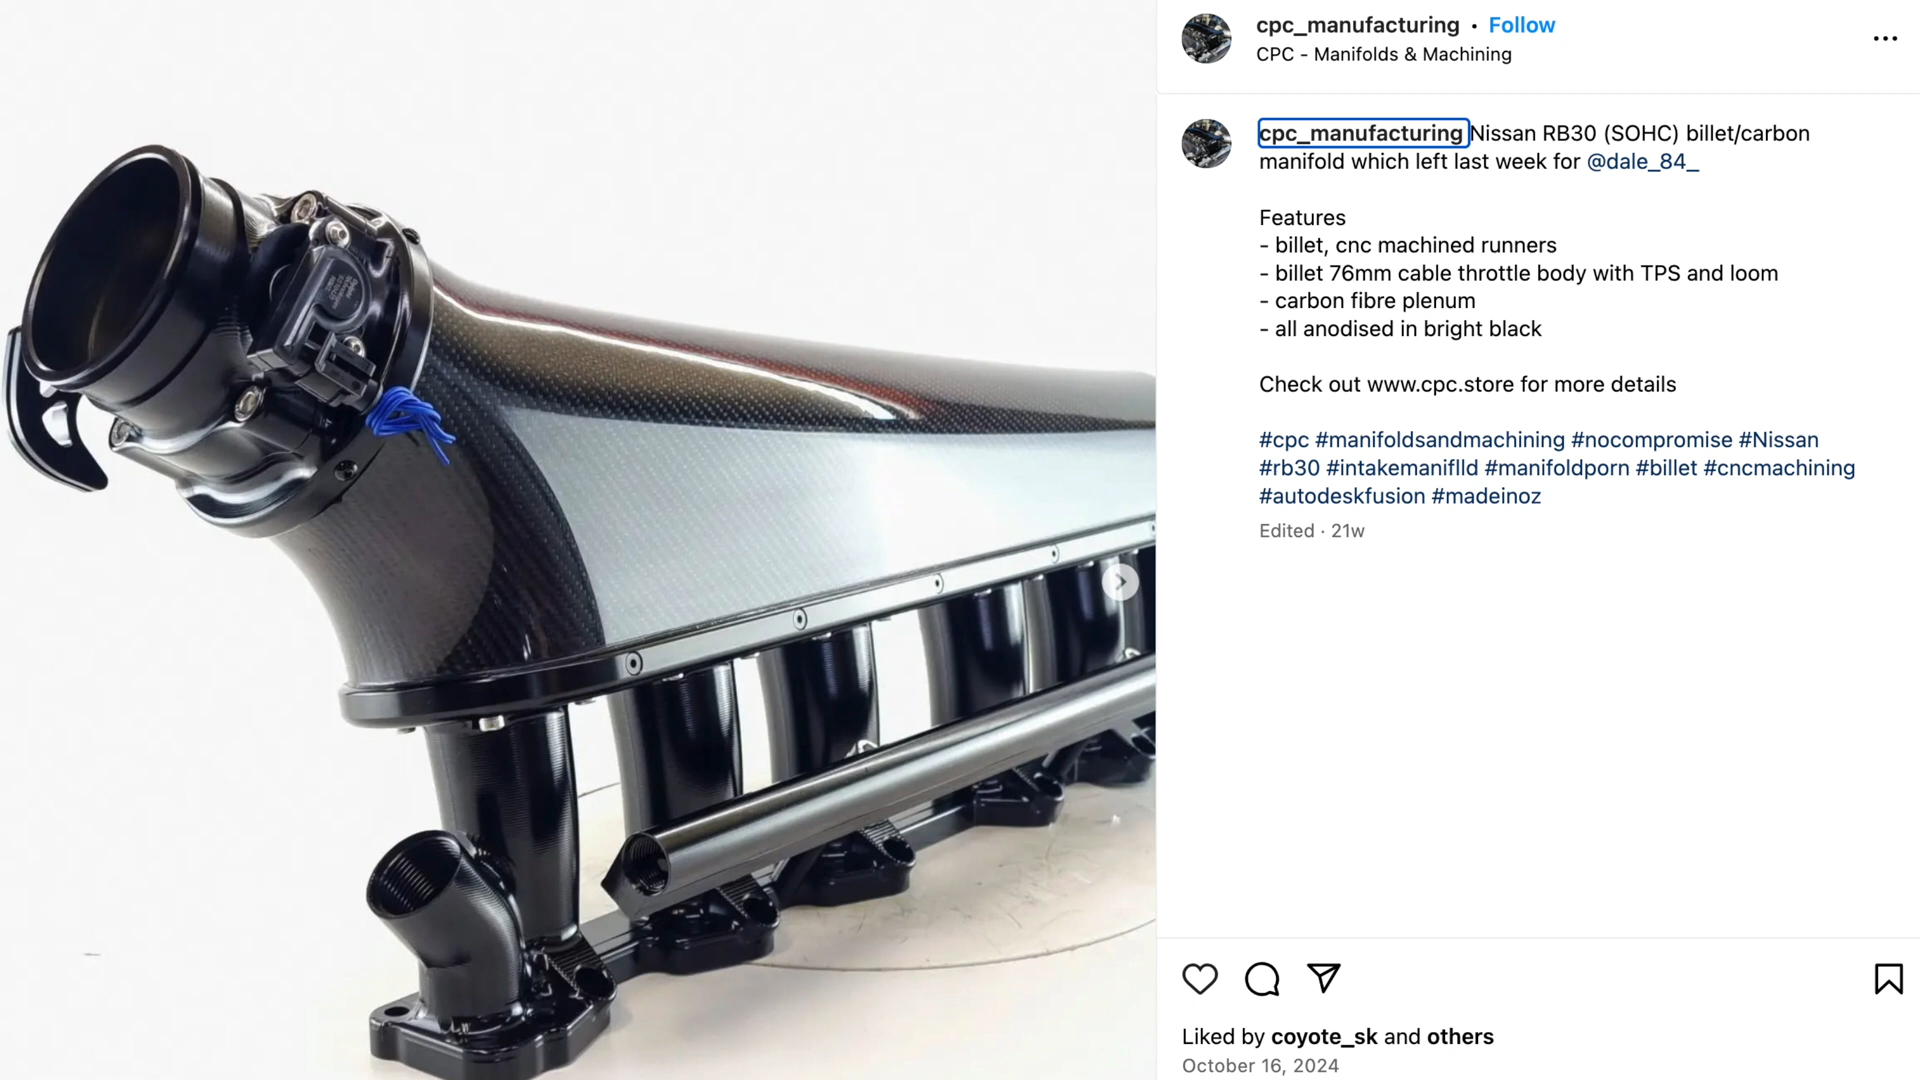 cpc_manufacturing · Follow
CPC - Manifolds & Machining
cpc_manufacturing Nissan RB30 (SOHC) billet/carbon
manifold which left last week for @dale_84_
Features
- billet, cnc machined runners
- billet 76mm cable throttle body with TPS and loom
- carbon fibre plenum
- all anodised in bright black
Check out www.cpc.store for more details
#cpc #manifoldsandmachining #nocompromise #Nissan
#rb30 #intakemaniflld #manifoldporn #billet #cncmachining
#autodeskfusion #madeinoz
Edited · 21w
Liked by coyote_sk and others
October 16, 2024